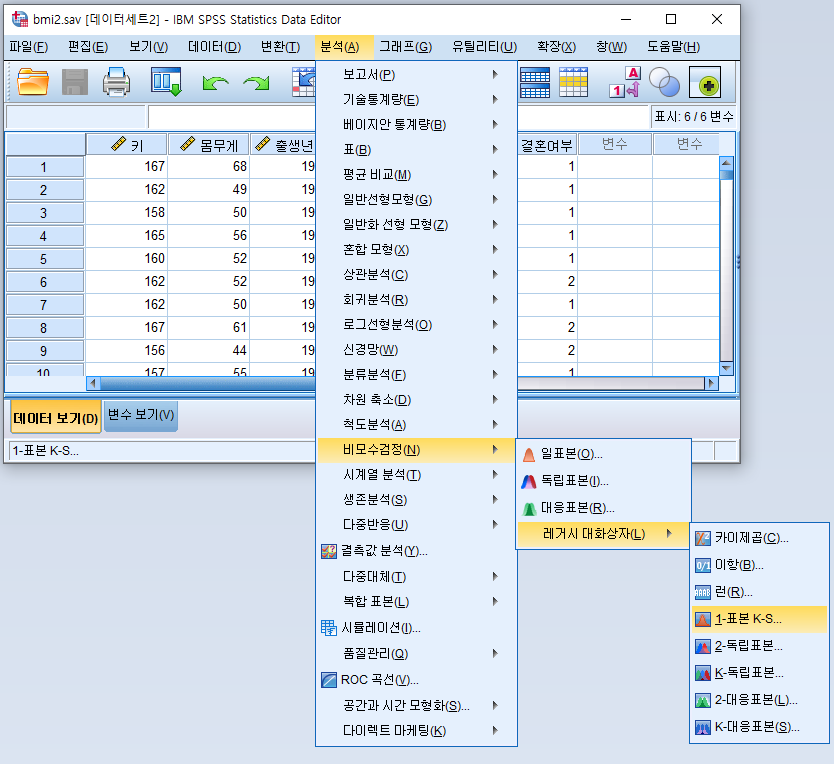 bmi2.sav [데이터세트2] - IBM SPSS Statistics Data Editor
파일(F) 편집(E) 보기(V) 데이터(D) 변환(T) 분석(A) 그래프(G) 유틸리티(U) 확장(X) 창(W) 도움말(H)
표시: 6 / 6 변수
키 몸무게 출생년 결혼여부 변수 변수
1 167 68 19 1
2 162 49 19 1
3 158 50 19 1
4 165 56 19 1
5 160 52 19 1
6 162 52 19 2
7 162 50 19 1
8 167 61 19 2
9 156 44 19 2
10 157 55 19 1
데이터 보기(D) 변수 보기(V)
1-표본 K-S...
보고서(P)
기술통계량(E)
베이지안 통계량(B)
표(B)
평균 비교(M)
일반선형모형(G)
일반화 선형 모형(Z)
혼합 모형(X)
상관분석(C)
회귀분석(R)
로그선형분석(O)
신경망(W)
분류분석(F)
차원 축소(D)
척도분석(A)
비모수검정(N)
시계열 분석(T)
생존분석(S)
다중반응(U)
결측값 분석(Y)...
다중대체(T)
복합 표본(L)
시뮬레이션(I)...
품질관리(Q)
ROC 곡선(V)...
공간과 시간 모형화(S)...
다이렉트 마케팅(K)
일표본(O)...
독립표본(I)...
대응표본(R)...
레거시 대화상자(L)
카이제곱(C)...
이항(B)...
런(R)...
1-표본 K-S...
2-독립표본...
K-독립표본...
2-대응표본(L)...
K-대응표본(S)...